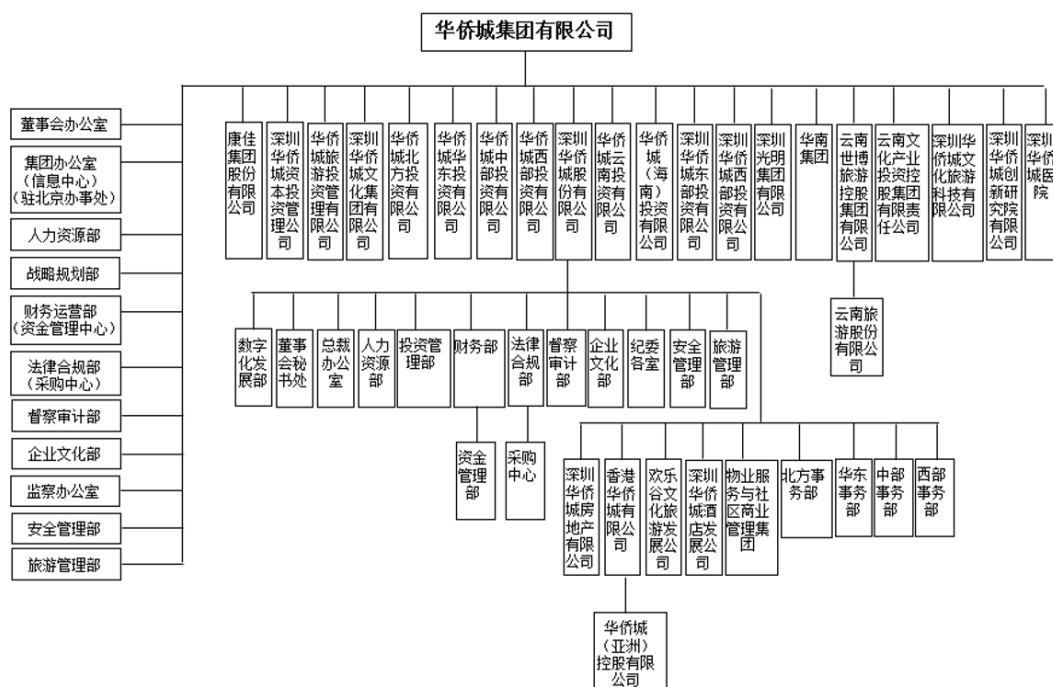 华侨城集团有限公司
董事会办公室
集团办公室
（信息中心）
（驻北京办事处）
人力资源部
战略规划部
财务运营部
（资金管理中心）
法律合规部
（采购中心）
督察审计部
企业文化部
监察办公室
安全管理部
旅游管理部
康佳
集团
股份
有限
公司
深圳
华侨
城资
本投
资管
理公
司
华侨
城旅
游投
资管
理有
限公
司
深圳
华侨
城文
化集
团有
限公
司
华侨
城北
方投
资有
限公
司
华侨
城华
东投
资有
限公
司
华侨
城中
部投
资有
限公
司
华侨
城西
部投
资有
限公
司
深圳
华侨
城股
份有
限公
司
华侨
城云
南投
资有
限公
司
华侨
城
（海
南）投
资有
限公
司
深圳
华侨
城东
部投
资有
限公
司
深圳
华侨
城西
部投
资有
限公
司
深圳
光明
集团
有限
公司
华南
集团
云南
世博
旅游
控股
集团
有限
公司
云南文
化产业
投资控
股集团
有限责
任公司
深圳华
侨城文
化旅游
科技有
限公司
深圳
华侨
城创
新研
究院
有限
公司
深圳
华侨
城医
院
云南旅
游股份
有限公
司
数字
化发
展部
董事
会秘
书处
总裁
办公
室
人力
资源
部
投资管
理部
财务部
法律
合规
部
督察
审计
部
企业
文化
部
纪委
各室
安全
管理
部
旅游
管理
部
资金
管理
部
采购
中心
深圳
华侨
城房
地产
有限
公司
香港
华侨
城有
限公
司
欢乐
谷文
化旅
游发
展公
司
深圳
华侨
城酒
店发
展公
司
物业服
务与社
区商业
管理集
团
北方事
务部
华东
事务
部
中部
事务
部
西部
事务
部
华侨城
（亚洲）
控股有限
公司